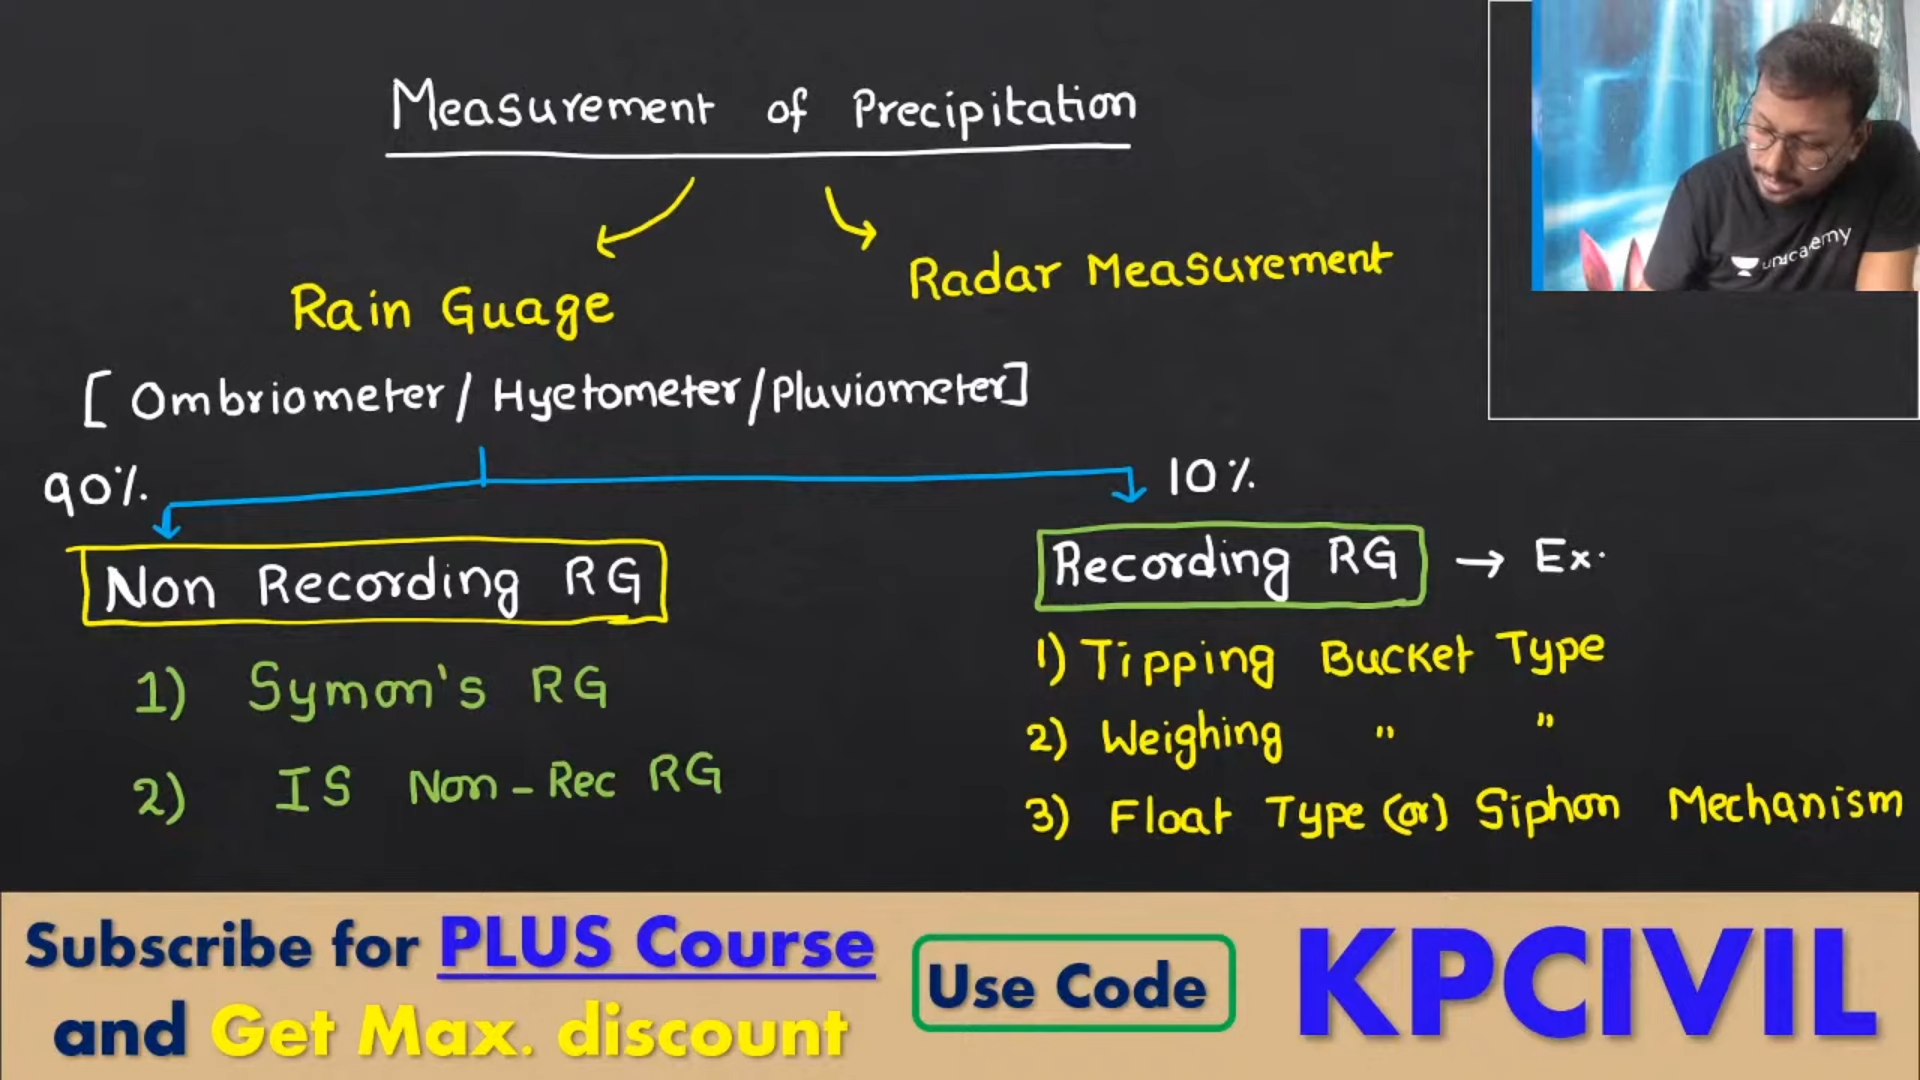 Measurement of Precipitation
Rain Guage
Radar Measurement
[ Ombriometer / Hyetometer / Pluviometer]
90%.
10%
Non Recording RG
Recording RG → Ex.
1) Symon's RG
2) IS Non-Rec RG
1) Tipping Bucket Type
2) Weighing " "
3) Float Type (or) Siphon Mechanism
unacademy
Subscribe for PLUS Course
and Get Max. discount
Use Code
KPCIVIL